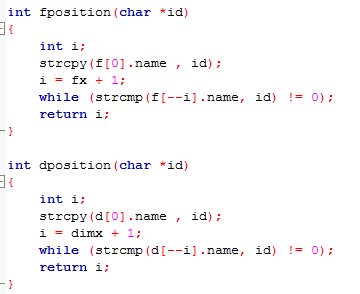 int fposition(char *id)
{
    int i;
    strcpy(f[0].name , id);
    i = fx + 1;
    while (strcmp(f[--i].name, id) != 0);
    return i;
}

int dposition(char *id)
{
    int i;
    strcpy(d[0].name , id);
    i = dimx + 1;
    while (strcmp(d[--i].name, id) != 0);
    return i;
}